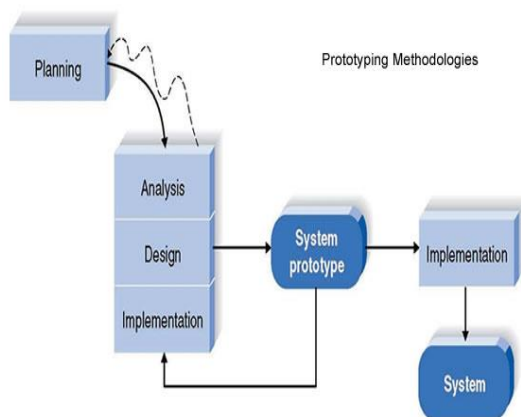 Prototyping Methodologies
Planning
Analysis
Design
Implementation
System
prototype
Implementation
System